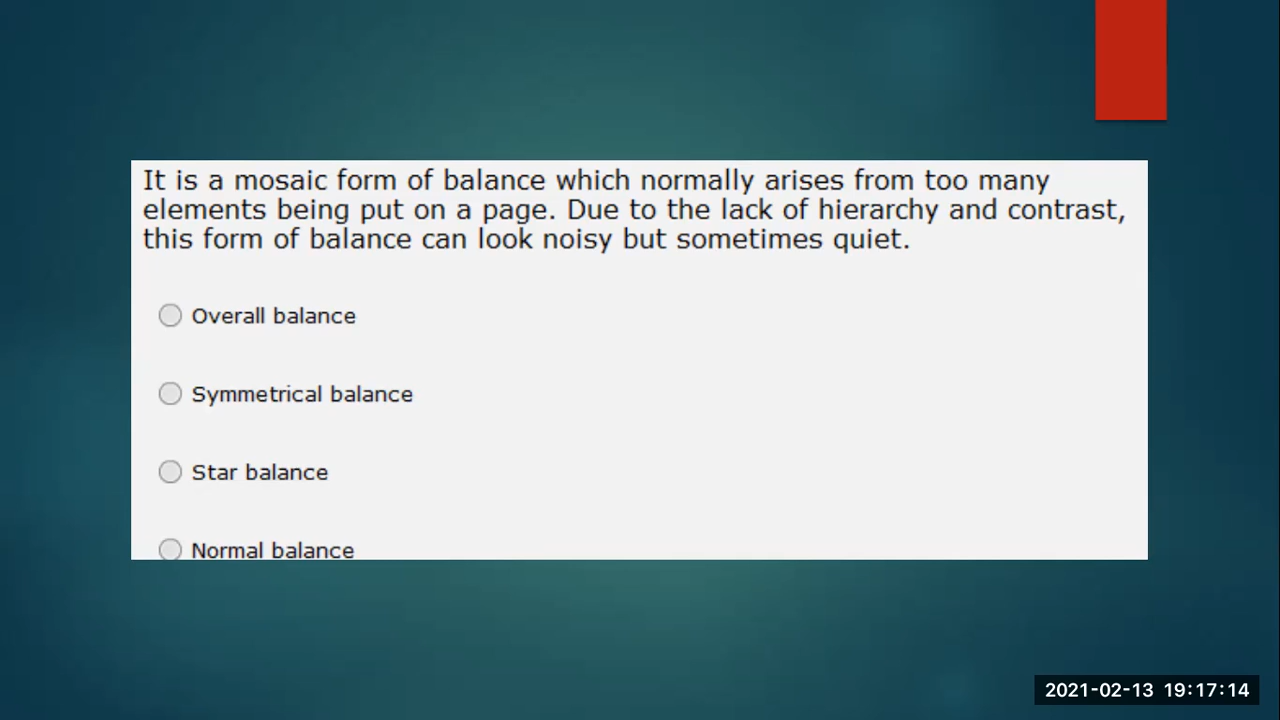 It is a mosaic form of balance which normally arises from too many
elements being put on a page. Due to the lack of hierarchy and contrast,
this form of balance can look noisy but sometimes quiet.
Overall balance
Symmetrical balance
Star balance
Normal balance
2021-02-13 19:17:14